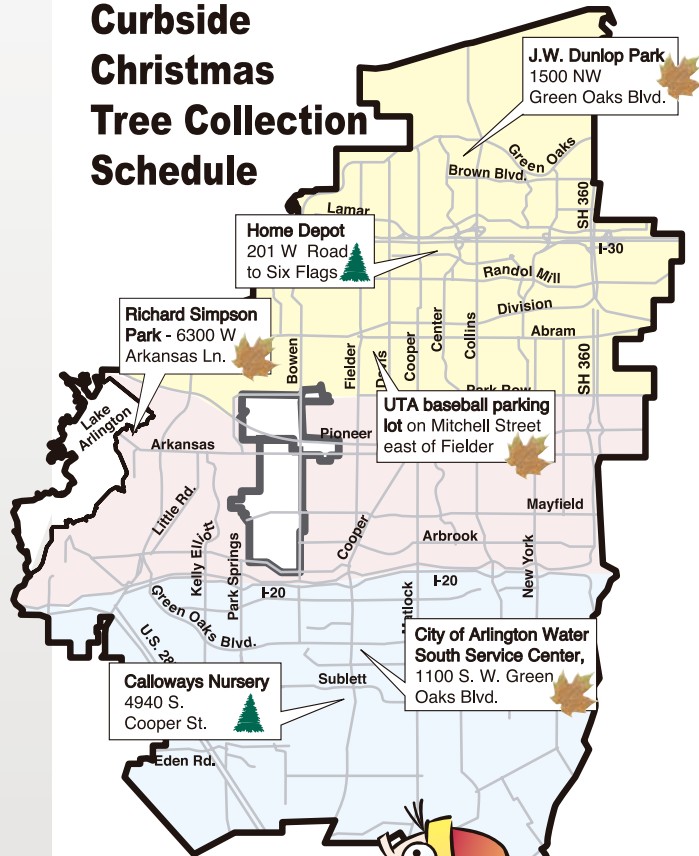 Curbside
Christmas
Tree Collection
Schedule
J.W. Dunlop Park
1500 NW
Green Oaks Blvd.
Green Oaks
Brown Blvd.
SH 360
Lamar
Home Depot
201 W Road
to Six Flags
I-30
Randol Mill
Division
Richard Simpson
Park - 6300 W
Arkansas Ln.
Abram
Bowen
Fielder
Cooper
Center
Collins
SH 360
Park Row
UTA baseball parking
lot on Mitchell Street
east of Fielder
Lake
Arlington
Arkansas
Pioneer
Little Rd.
Mayfield
Kelly Elliott
Park Springs
Cooper
Arbrook
New York
I-20
I-20
Green Oaks Blvd.
U.S. 28
City of Arlington Water
South Service Center,
1100 S. W. Green
Oaks Blvd.
Calloways Nursery
4940 S.
Cooper St.
Sublett
Eden Rd.